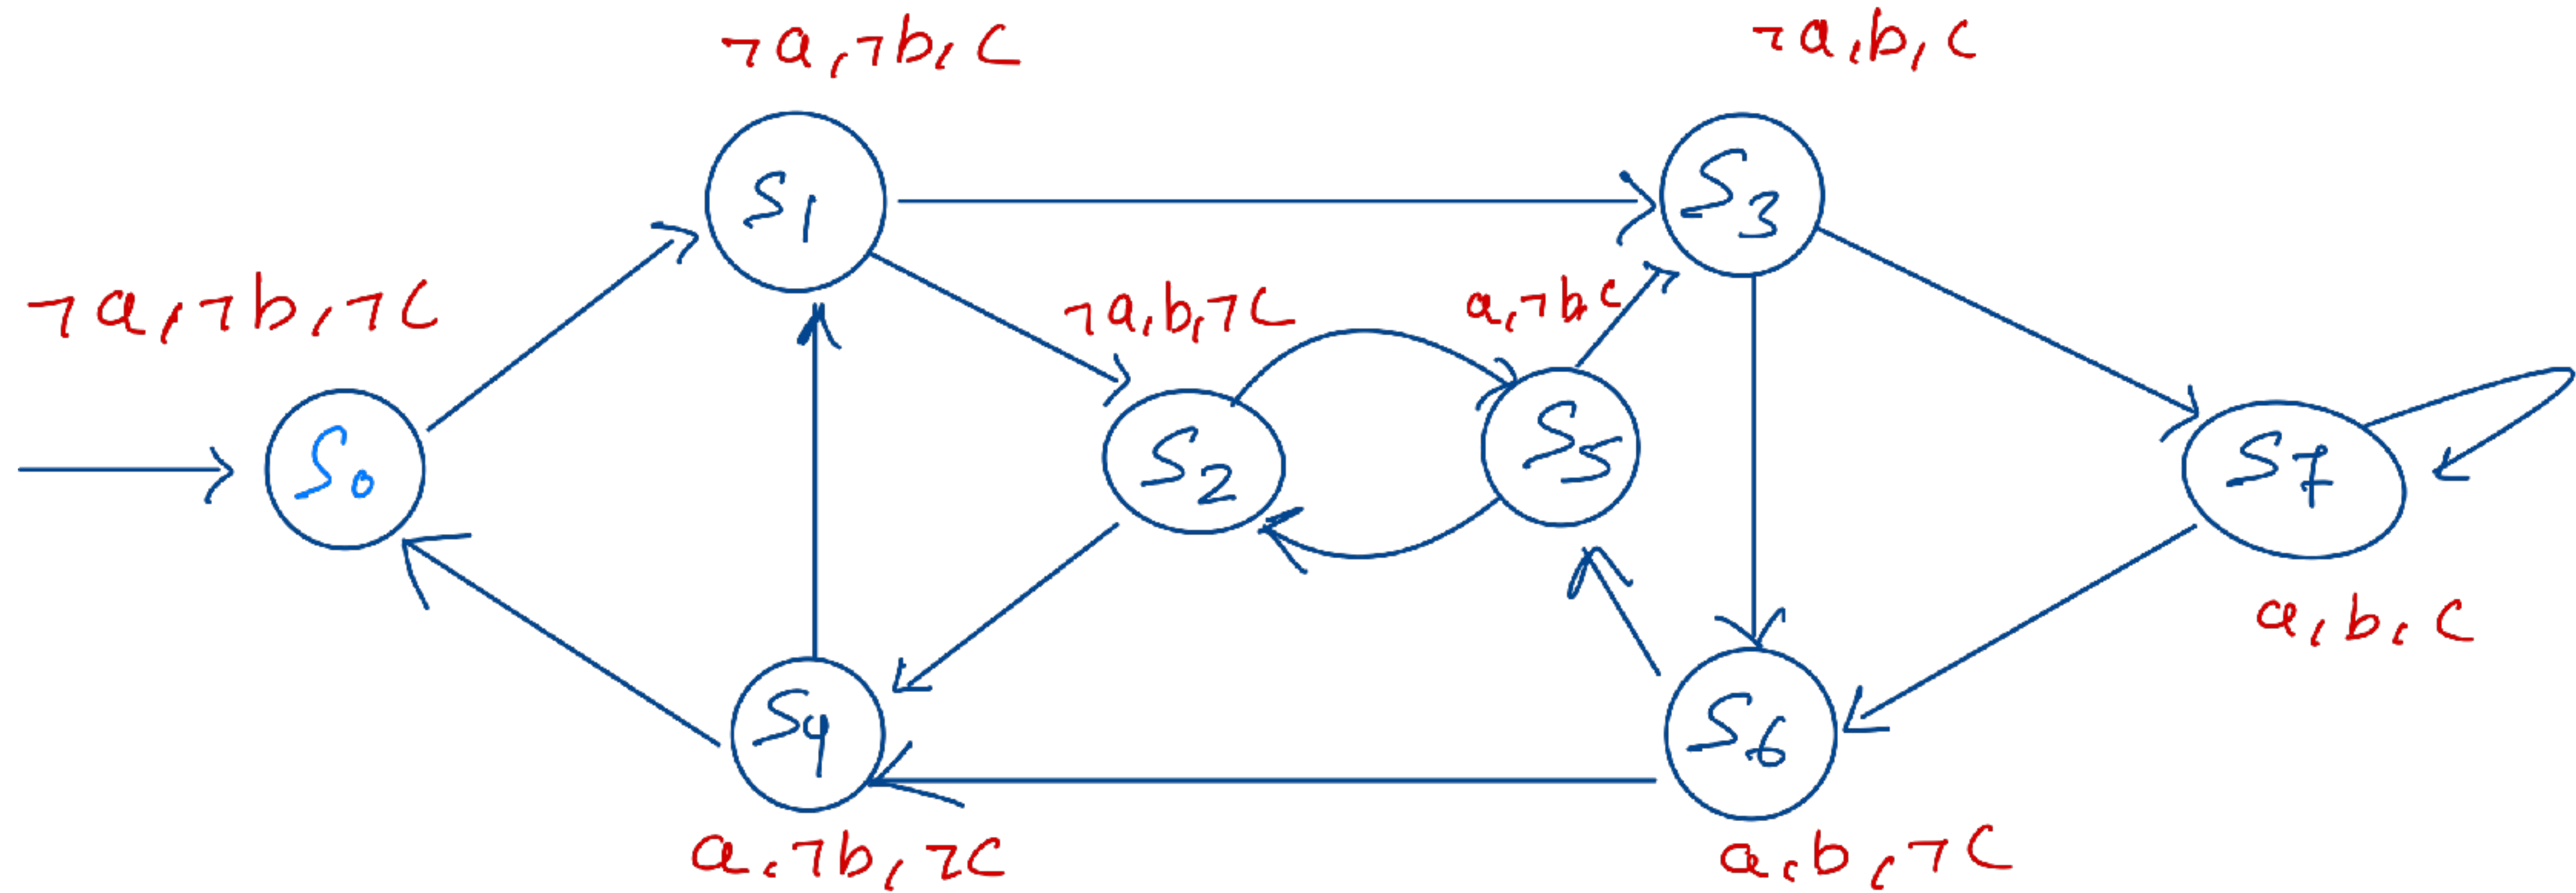 ¬a,¬b,c
¬a,b,c
S1
S3
¬a,¬b,¬c
¬a,b,¬c
a,¬b,c
S0
S2
S5
S7
a,b,c
S4
S6
a,¬b,¬c
a,b,¬c